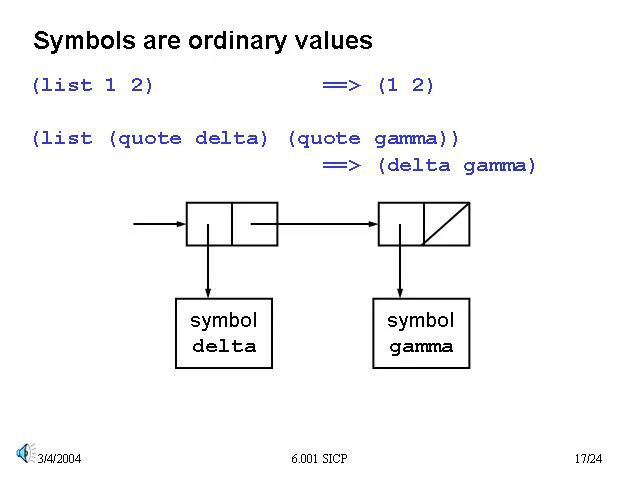 Symbols are ordinary values
(list 1 2) ==> (1 2)
(list (quote delta) (quote gamma))
==> (delta gamma)
symbol
delta
symbol
gamma
3/4/2004 6.001 SICP 17/24